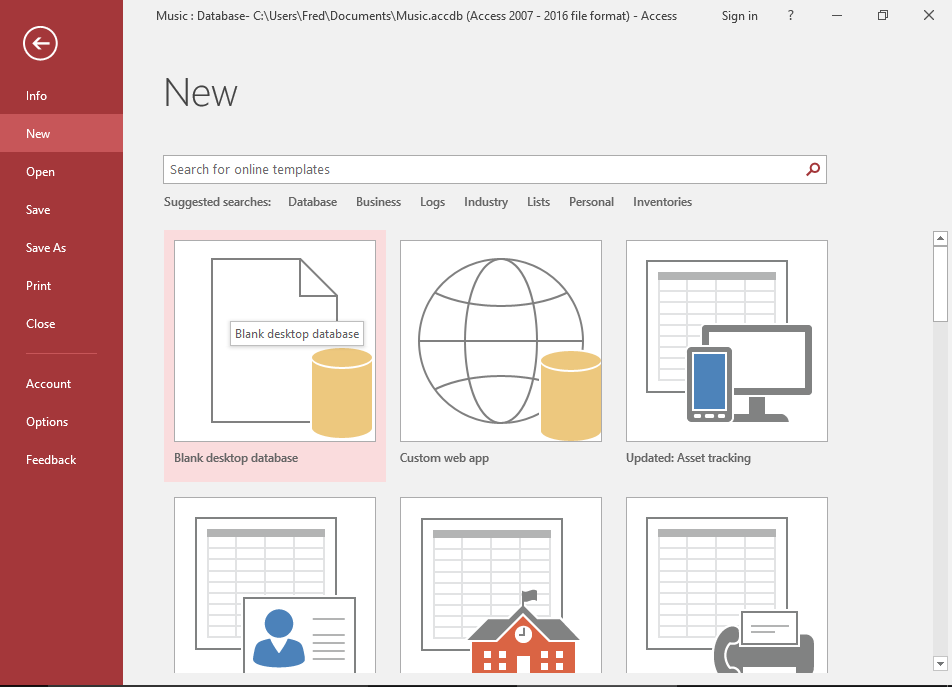 Music : Database- C:\Users\Fred\Documents\Music.accdb (Access 2007 - 2016 file format) - Access
Sign in
?
Info
New
Open
Save
Save As
Print
Close
Account
Options
Feedback
New
Search for online templates
Suggested searches: Database Business Logs Industry Lists Personal Inventories
Blank desktop database
Blank desktop database
Custom web app
Updated: Asset tracking